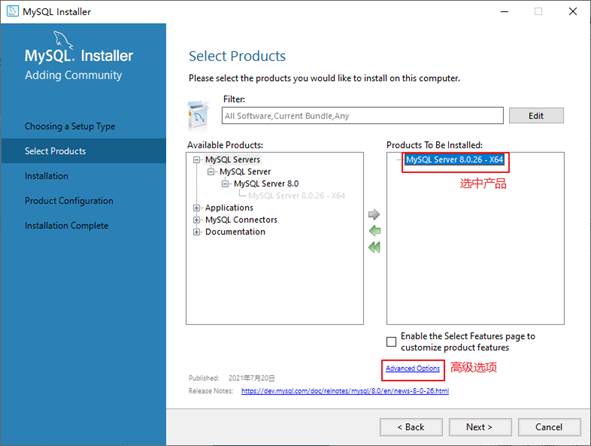 MySQL Installer
MySQL. Installer
Adding Community
Choosing a Setup Type
Select Products
Installation
Product Configuration
Installation Complete
Select Products
Please select the products you would like to install on this computer.
Filter:
All Software,Current Bundle,Any
Edit
Available Products:
MySQL Servers
MySQL Server
MySQL Server 8.0
MySQL Server 8.0.26 - X64
Applications
MySQL Connectors
Documentation
Products To Be Installed:
MySQL Server 8.0.26 - X64
选中产品
Enable the Select Features page to
customize product features
Advanced Options
高级选项
Published: 2021年7月20日
Release Notes: https://dev.mysql.com/doc/relnotes/mysql/8.0/en/news-8-0-26.html
< Back
Next >
Cancel